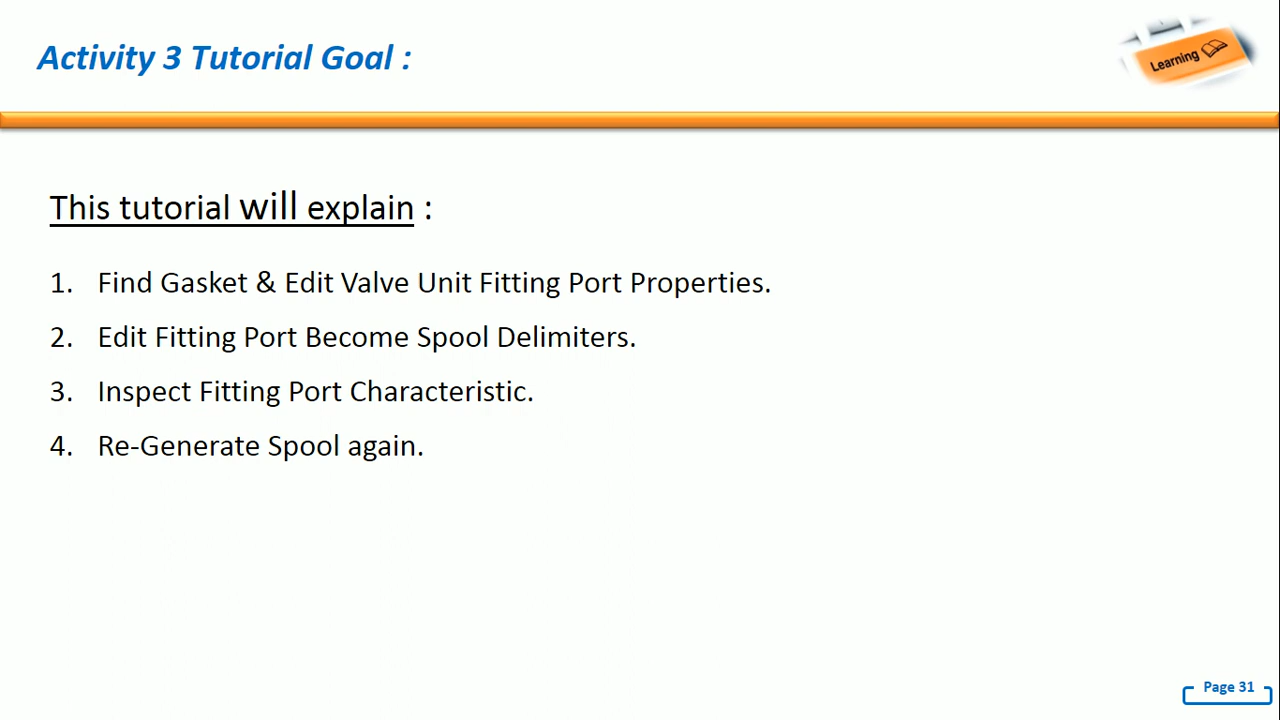 Activity 3 Tutorial Goal :
Learning
This tutorial will explain :
1. Find Gasket & Edit Valve Unit Fitting Port Properties.
2. Edit Fitting Port Become Spool Delimiters.
3. Inspect Fitting Port Characteristic.
4. Re-Generate Spool again.
Page 31